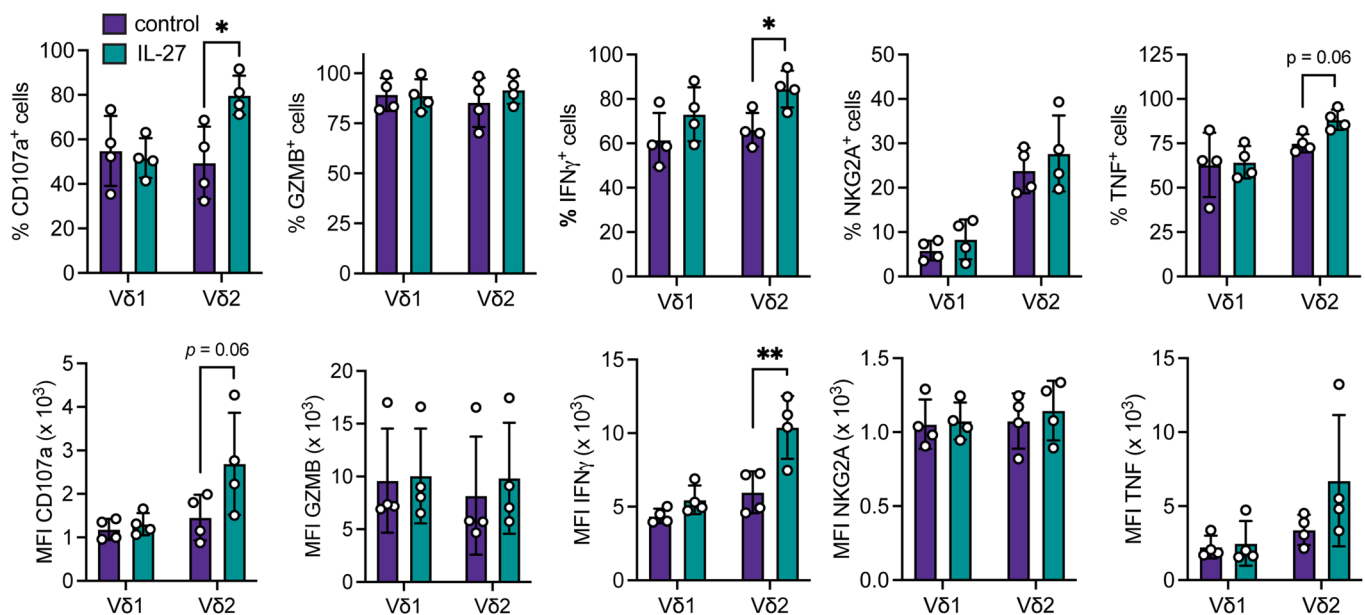 control
IL-27
% CD107a⁺ cells
100
80
60
40
20
0
*
Vδ1
Vδ2
% GZMB⁺ cells
100
75
50
25
0
Vδ1
Vδ2
% IFNγ⁺ cells
100
80
60
40
20
0
*
Vδ1
Vδ2
% NKG2A⁺ cells
50
40
30
20
10
0
Vδ1
Vδ2
% TNF⁺ cells
125
100
75
50
25
0
p = 0.06
Vδ1
Vδ2
MFI CD107a (x 10³)
5
4
3
2
1
0
p = 0.06
Vδ1
Vδ2
MFI GZMB (x 10³)
20
15
10
5
0
Vδ1
Vδ2
MFI IFNγ (x 10³)
15
10
5
0
**
Vδ1
Vδ2
MFI NKG2A (x 10³)
1.5
1.0
0.5
0.0
Vδ1
Vδ2
MFI TNF (x 10³)
15
10
5
0
Vδ1
Vδ2